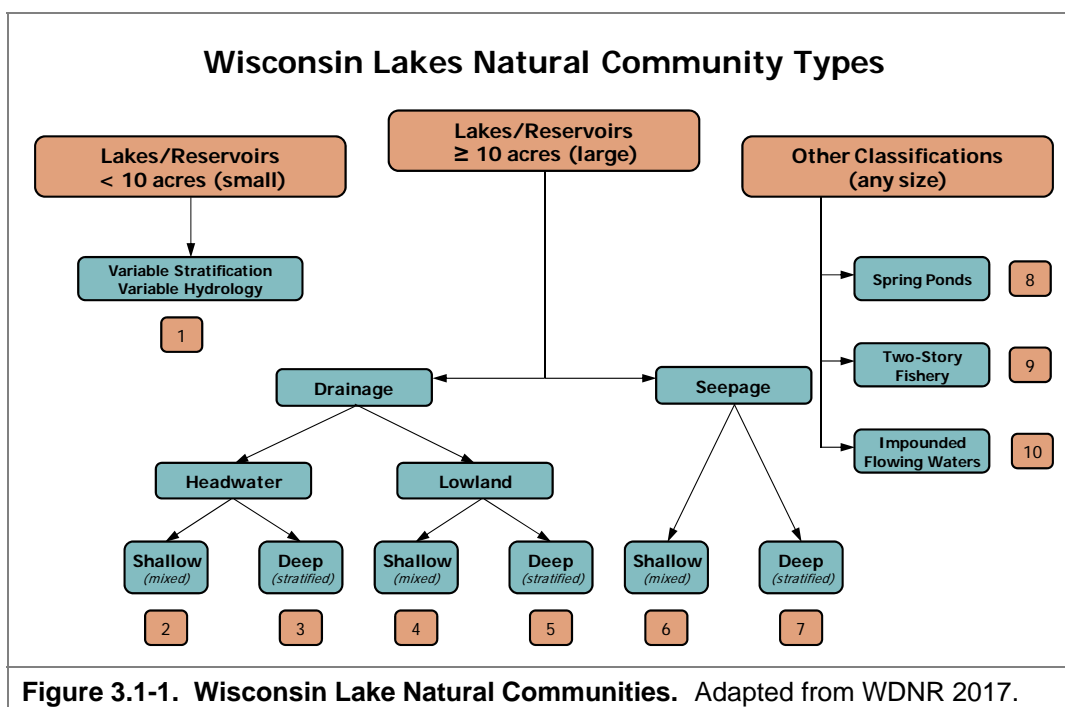 Wisconsin Lakes Natural Community Types
Lakes/Reservoirs
< 10 acres (small)
Lakes/Reservoirs
≥ 10 acres (large)
Other Classifications
(any size)
Variable Stratification
Variable Hydrology
1
Spring Ponds
8
Two-Story
Fishery
9
Impounded
Flowing Waters
10
Drainage
Seepage
Headwater
Lowland
Shallow
(mixed)
Deep
(stratified)
Shallow
(mixed)
Deep
(stratified)
Shallow
(mixed)
Deep
(stratified)
2
3
4
5
6
7
Figure 3.1-1. Wisconsin Lake Natural Communities. Adapted from WDNR 2017.